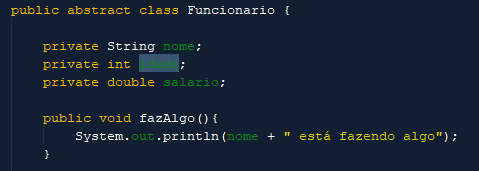 public abstract class Funcionario {
private String nome;
private int idade;
private double salario;
public void fazAlgo(){
System.out.println(nome + " está fazendo algo");
}